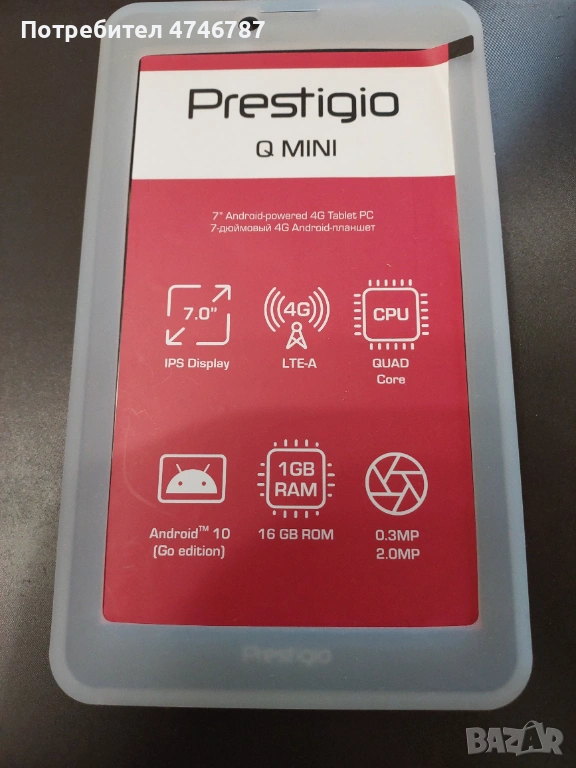 Потребител 4746787
Prestigio
Q MINI
7" Android-powered 4G Tablet PC
7-дюймовый 4G Android-планшет
7.0"
4G
CPU
IPS Display
LTE-A
QUAD
Core
1GB
RAM
Android™ 10
(Go edition)
16 GB ROM
0.3MP
2.0MP
Prestigio
BAZAR